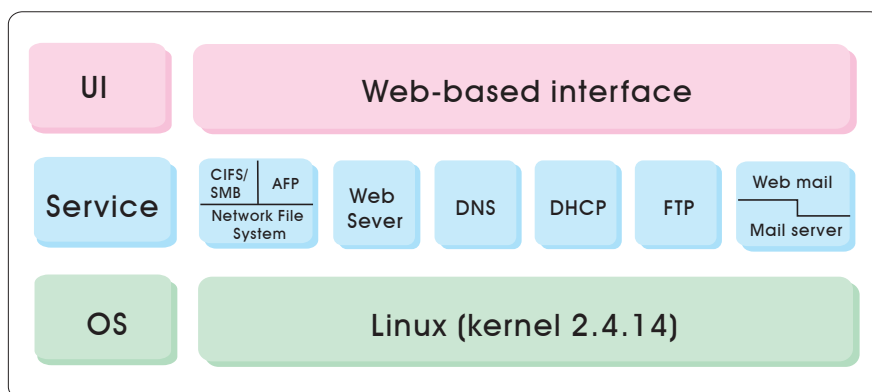 UI
Web-based interface
Service
CIFS/
SMB
AFP
Network File
System
Web
Sever
DNS
DHCP
FTP
Web mail
Mail server
OS
Linux (kernel 2.4.14)